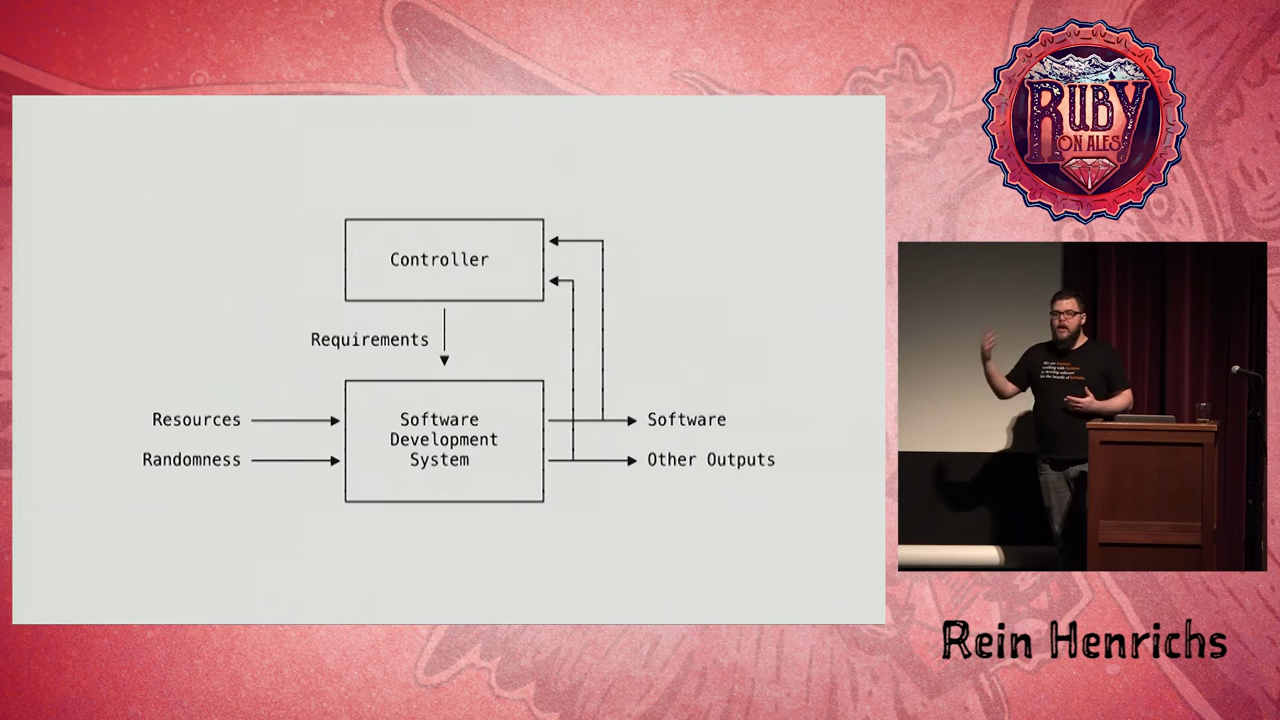 Controller
Requirements
Resources
Randomness
Software
Development
System
Software
Other Outputs
RUBY
ON ALES
Rein Henrichs